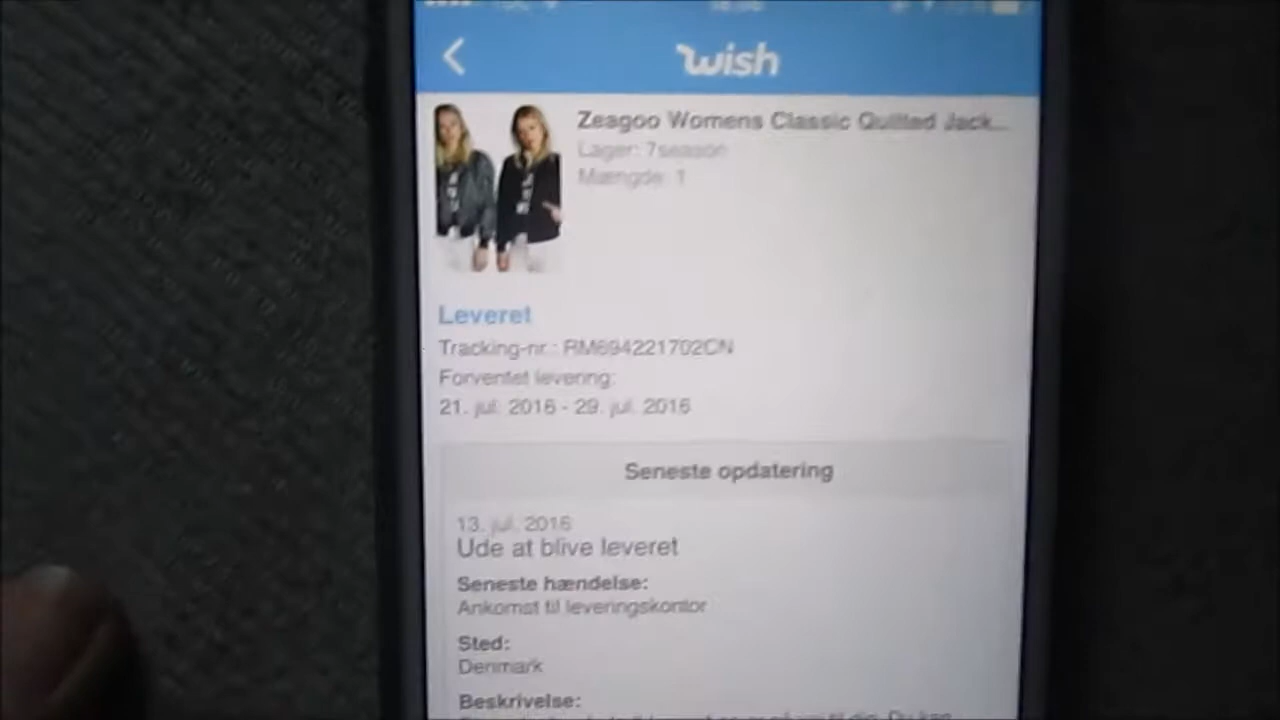 wish
Zeagoo Womens Classic Quilted Jack...
Lager: 7season
Mængde: 1
Leveret
Tracking-nr.: RM694221702CN
Forventet levering:
21. jul. 2016 - 29. jul. 2016
Seneste opdatering
13. jul. 2016
Ude at blive leveret
Seneste hændelse:
Ankomst til leveringskontor
Sted:
Denmark
Beskrivelse: